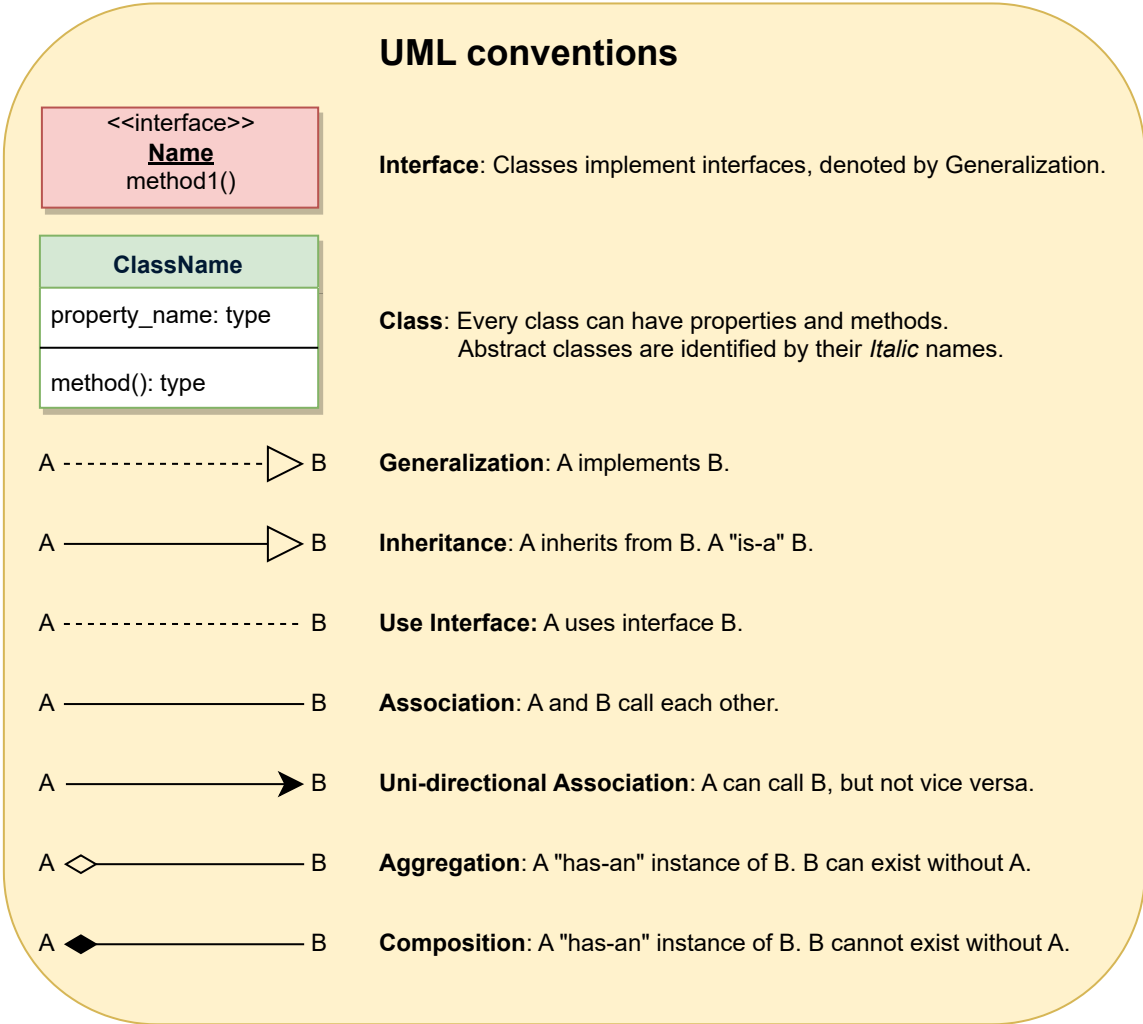 UML conventions
<<interface>>
Name
method1()
Interface: Classes implement interfaces, denoted by Generalization.
ClassName
property_name: type
method(): type
Class: Every class can have properties and methods.
Abstract classes are identified by their Italic names.
A B Generalization: A implements B.
A B Inheritance: A inherits from B. A "is-a" B.
A B Use Interface: A uses interface B.
A B Association: A and B call each other.
A B Uni-directional Association: A can call B, but not vice versa.
A B Aggregation: A "has-an" instance of B. B can exist without A.
A B Composition: A "has-an" instance of B. B cannot exist without A.